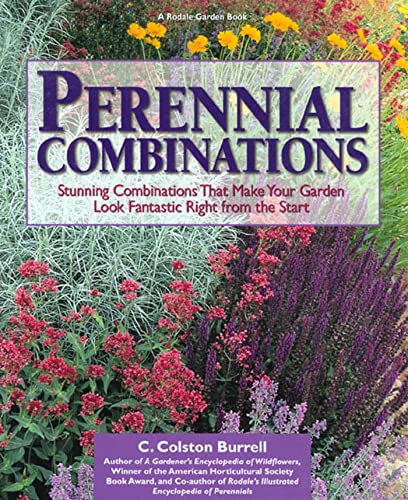 A Rodale Garden Book
PERENNIAL
COMBINATIONS
Stunning Combinations That Make Your Garden
Look Fantastic Right from the Start
C. Colston Burrell
Author of A Gardener's Encyclopedia of Wildflowers,
Winner of the American Horticultural Society
Book Award, and Co-author of Rodale's Illustrated
Encyclopedia of Perennials